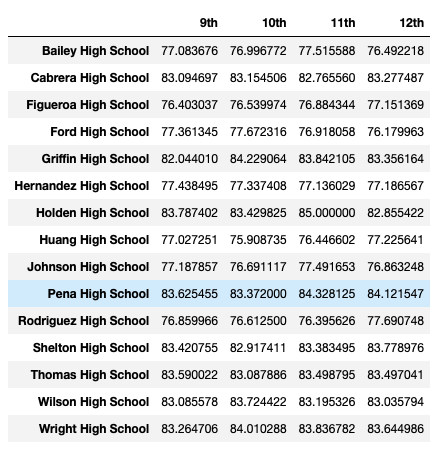 9th 10th 11th 12th
Bailey High School 77.083676 76.996772 77.515588 76.492218
Cabrera High School 83.094697 83.154506 82.765560 83.277487
Figueroa High School 76.403037 76.539974 76.884344 77.151369
Ford High School 77.361345 77.672316 76.918058 76.179963
Griffin High School 82.044010 84.229064 83.842105 83.356164
Hernandez High School 77.438495 77.337408 77.136029 77.186567
Holden High School 83.787402 83.429825 85.000000 82.855422
Huang High School 77.027251 75.908735 76.446602 77.225641
Johnson High School 77.187857 76.691117 77.491653 76.863248
Pena High School 83.625455 83.372000 84.328125 84.121547
Rodriguez High School 76.859966 76.612500 76.395626 77.690748
Shelton High School 83.420755 82.917411 83.383495 83.778976
Thomas High School 83.590022 83.087886 83.498795 83.497041
Wilson High School 83.085578 83.724422 83.195326 83.035794
Wright High School 83.264706 84.010288 83.836782 83.644986